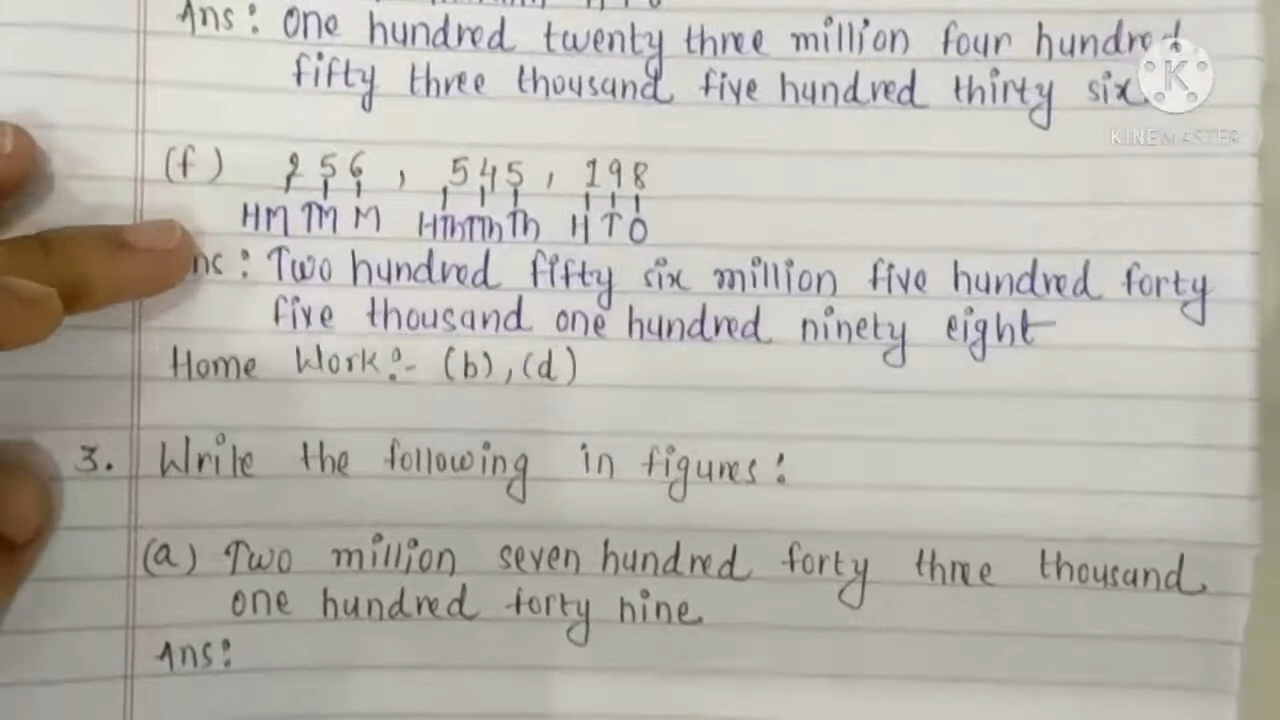 Ans: One hundred twenty three million four hundred
fifty three thousand five hundred thirty six.
KINEMASTER
(f) 256, 545, 198
HM TM M HTh TTh Th H T O
ns: Two hundred fifty six million five hundred forty
five thousand one hundred ninety eight
Home Work:- (b), (d)
3. Write the following in figures:
(a) Two million seven hundred forty three thousand
one hundred forty nine
Ans: